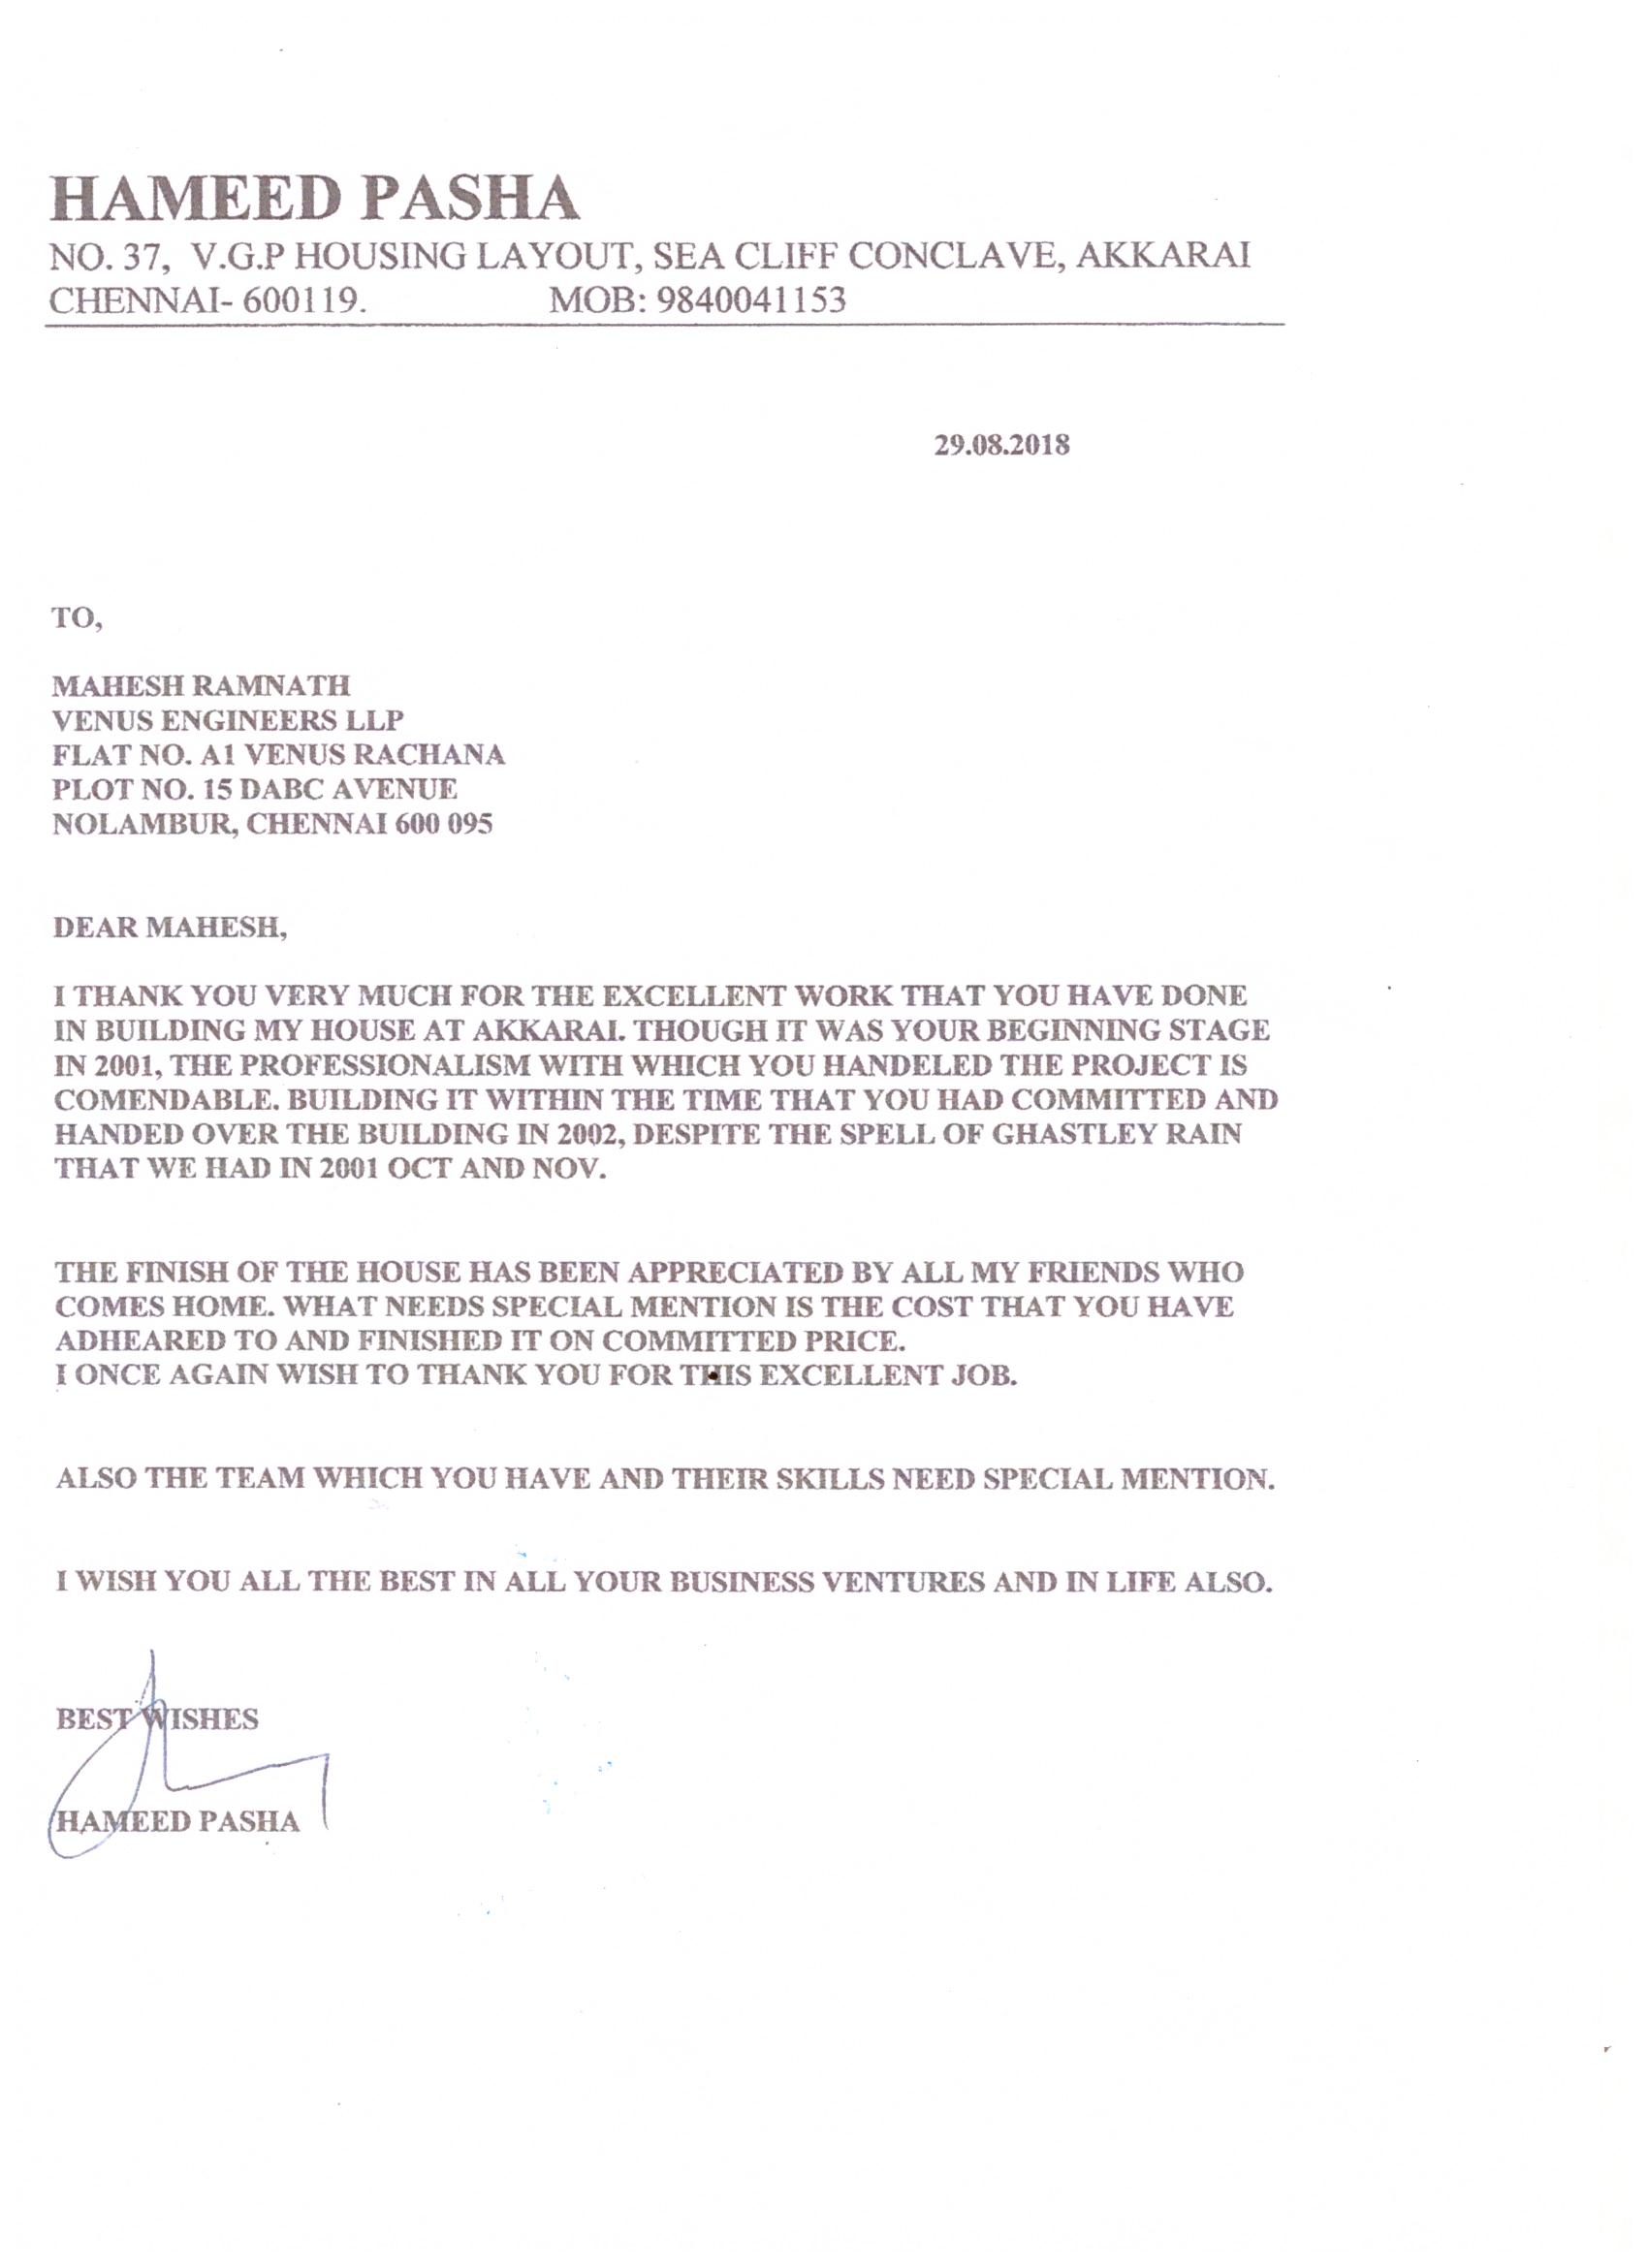 HAMEED PASHA
NO. 37, V.G.P HOUSING LAYOUT, SEA CLIFF CONCLAVE, AKKARAI
CHENNAI- 600119. MOB: 9840041153
29.08.2018
TO,
MAHESH RAMNATH
VENUS ENGINEERS LLP
FLAT NO. A1 VENUS RACHANA
PLOT NO. 15 DABC AVENUE
NOLAMBUR, CHENNAI 600 095
DEAR MAHESH,
I THANK YOU VERY MUCH FOR THE EXCELLENT WORK THAT YOU HAVE DONE
IN BUILDING MY HOUSE AT AKKARAI. THOUGH IT WAS YOUR BEGINNING STAGE
IN 2001, THE PROFESSIONALISM WITH WHICH YOU HANDELED THE PROJECT IS
COMENDABLE. BUILDING IT WITHIN THE TIME THAT YOU HAD COMMITTED AND
HANDED OVER THE BUILDING IN 2002, DESPITE THE SPELL OF GHASTLEY RAIN
THAT WE HAD IN 2001 OCT AND NOV.
THE FINISH OF THE HOUSE HAS BEEN APPRECIATED BY ALL MY FRIENDS WHO
COMES HOME. WHAT NEEDS SPECIAL MENTION IS THE COST THAT YOU HAVE
ADHEARED TO AND FINISHED IT ON COMMITTED PRICE.
I ONCE AGAIN WISH TO THANK YOU FOR THIS EXCELLENT JOB.
ALSO THE TEAM WHICH YOU HAVE AND THEIR SKILLS NEED SPECIAL MENTION.
I WISH YOU ALL THE BEST IN ALL YOUR BUSINESS VENTURES AND IN LIFE ALSO.
BEST WISHES
HAMEED PASHA